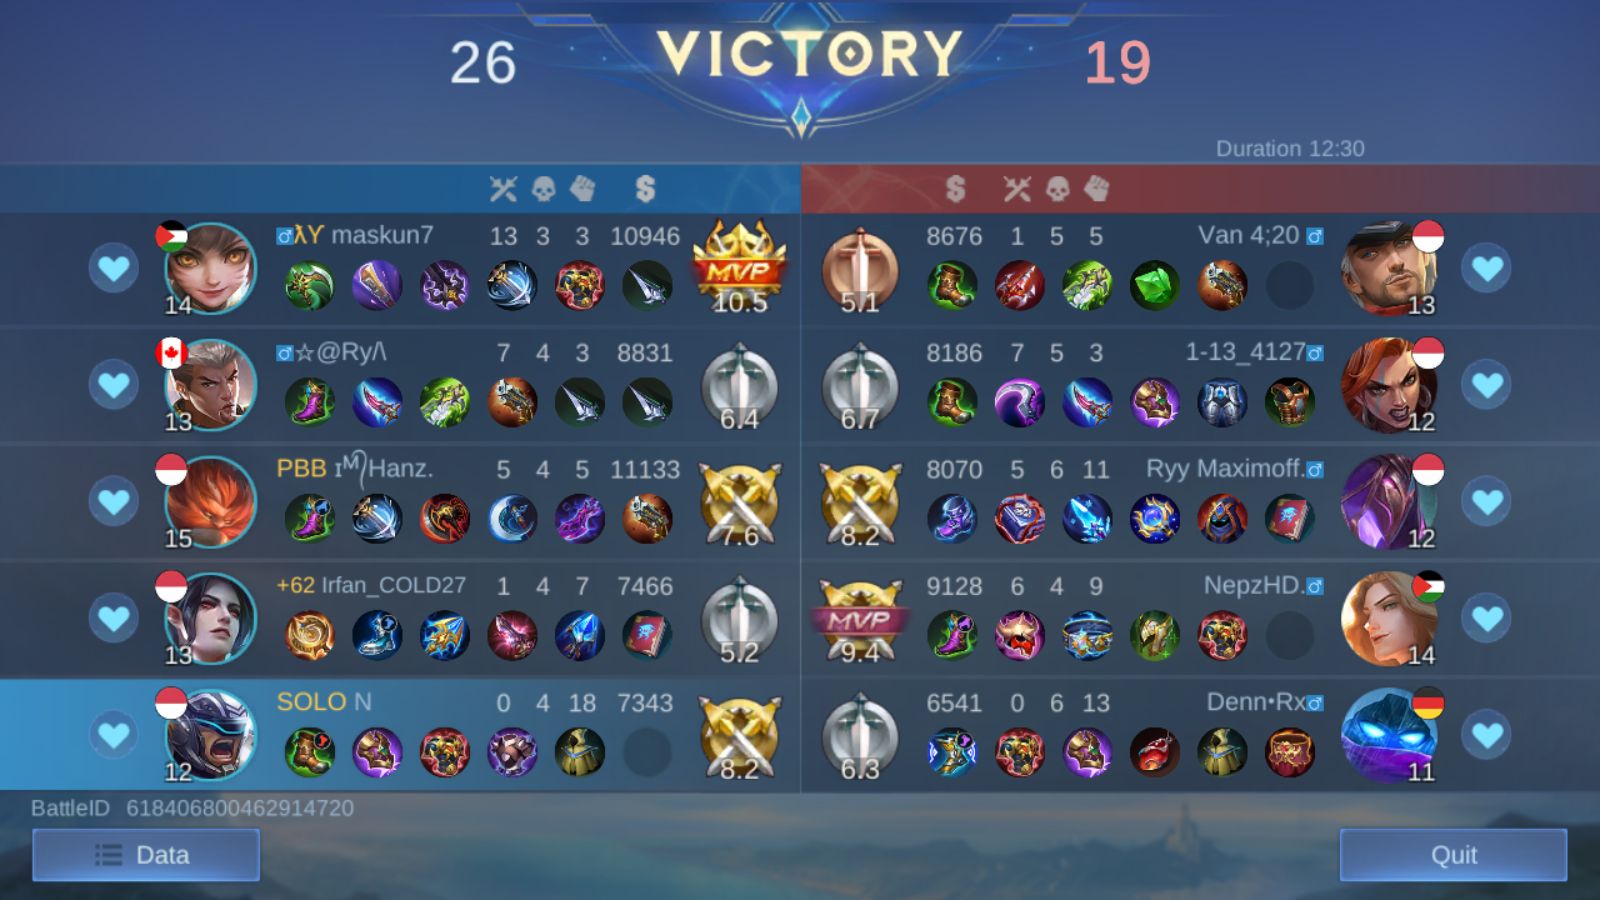 26 VICTORY 19
Duration 12:30
λY maskun7 13 3 3 10946 MVP 10.5 14
5.1 8676 1 5 5 Van 4;20 13
☆@Ry/\ 7 4 3 8831 6.4 13
6.7 8186 7 5 3 1-13_4127 12
PBB ɪᴹ)Hanz. 5 4 5 11133 7.6 15
8.2 8070 5 6 11 Ryy Maximoff. 12
+62 Irfan_COLD27 1 4 7 7466 5.2 13
MVP 9.4 9128 6 4 9 NepzHD. 14
SOLO N 0 4 18 7343 8.2 12
6.3 6541 0 6 13 Denn•Rx 11
BattleID 618406800462914720
Data
Quit